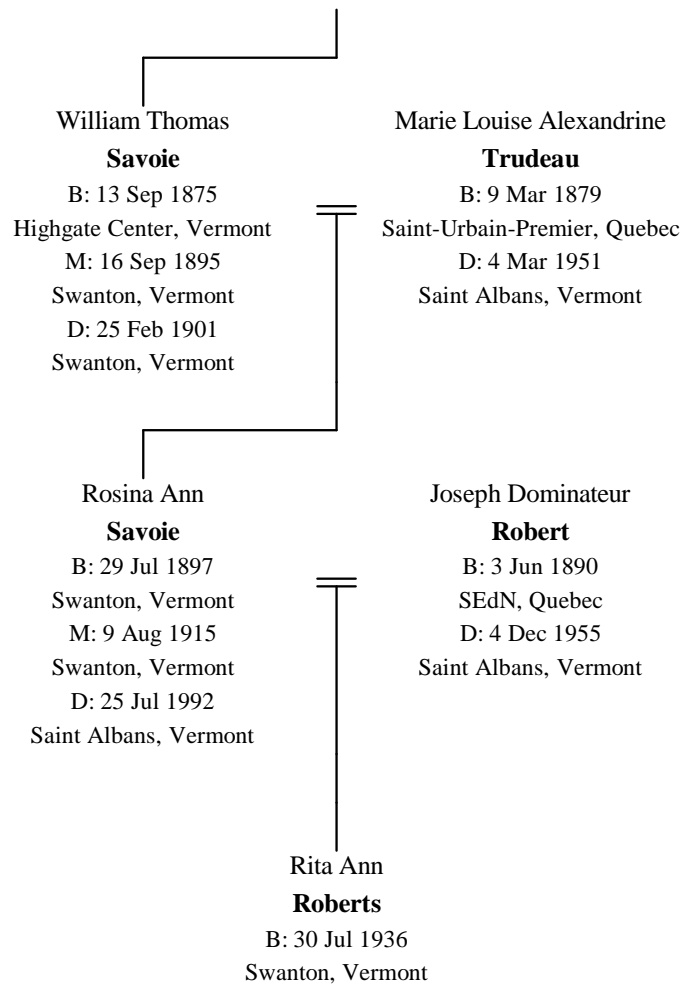 William Thomas
Savoie
B: 13 Sep 1875
Highgate Center, Vermont
M: 16 Sep 1895
Swanton, Vermont
D: 25 Feb 1901
Swanton, Vermont
Marie Louise Alexandrine
Trudeau
B: 9 Mar 1879
Saint-Urbain-Premier, Quebec
D: 4 Mar 1951
Saint Albans, Vermont
Rosina Ann
Savoie
B: 29 Jul 1897
Swanton, Vermont
M: 9 Aug 1915
Swanton, Vermont
D: 25 Jul 1992
Saint Albans, Vermont
Joseph Dominateur
Robert
B: 3 Jun 1890
SEdN, Quebec
D: 4 Dec 1955
Saint Albans, Vermont
Rita Ann
Roberts
B: 30 Jul 1936
Swanton, Vermont